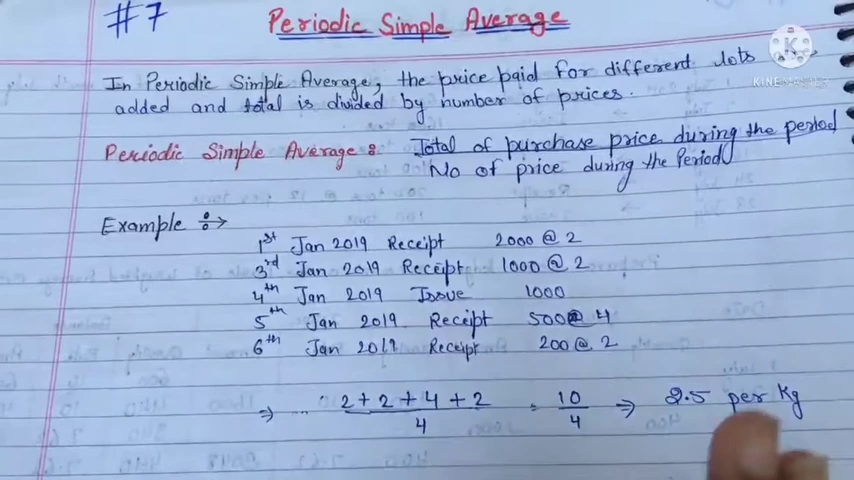 #7
Periodic Simple Average
In Periodic Simple Average, the price paid for different lots
added and total is divided by number of prices.
Periodic Simple Average : Total of purchase price during the period
No of price during the Period
Example ÷→
1st Jan 2019 Receipt 2000 @ 2
3rd Jan 2019 Receipt 1000 @ 2
4th Jan 2019 Issue 1000
5th Jan 2019. Receipt 500@ 4
6th Jan 2019 Receipt 200 @ 2
⇒ 2 + 2 + 4 + 2 = 10 ⇒ 2.5 per Kg
4 4
KINEMASTER